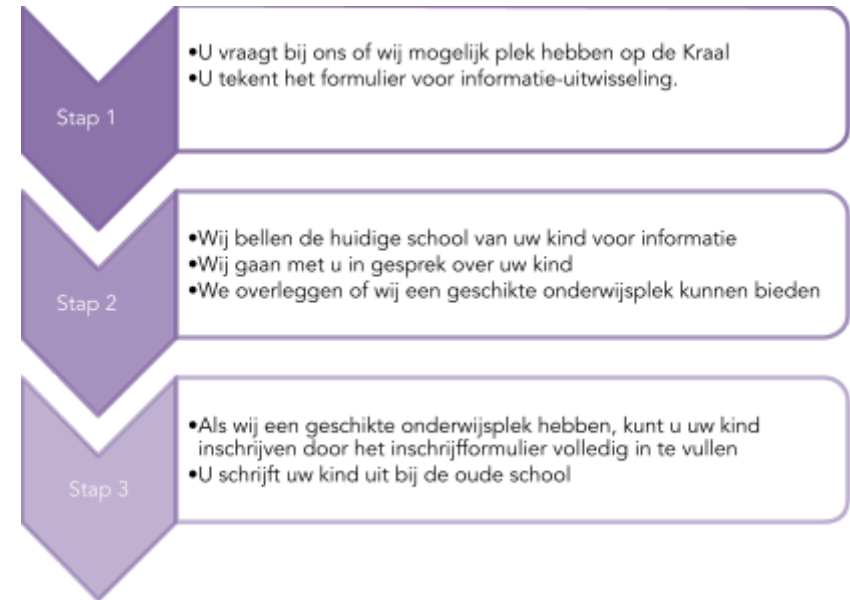 Stap 1
•U vraagt bij ons of wij mogelijk plek hebben op de Kraal
•U tekent het formulier voor informatie-uitwisseling.
Stap 2
•Wij bellen de huidige school van uw kind voor informatie
•Wij gaan met u in gesprek over uw kind
•We overleggen of wij een geschikte onderwijsplek kunnen bieden
Stap 3
•Als wij een geschikte onderwijsplek hebben, kunt u uw kind
inschrijven door het inschrijfformulier volledig in te vullen
•U schrijft uw kind uit bij de oude school